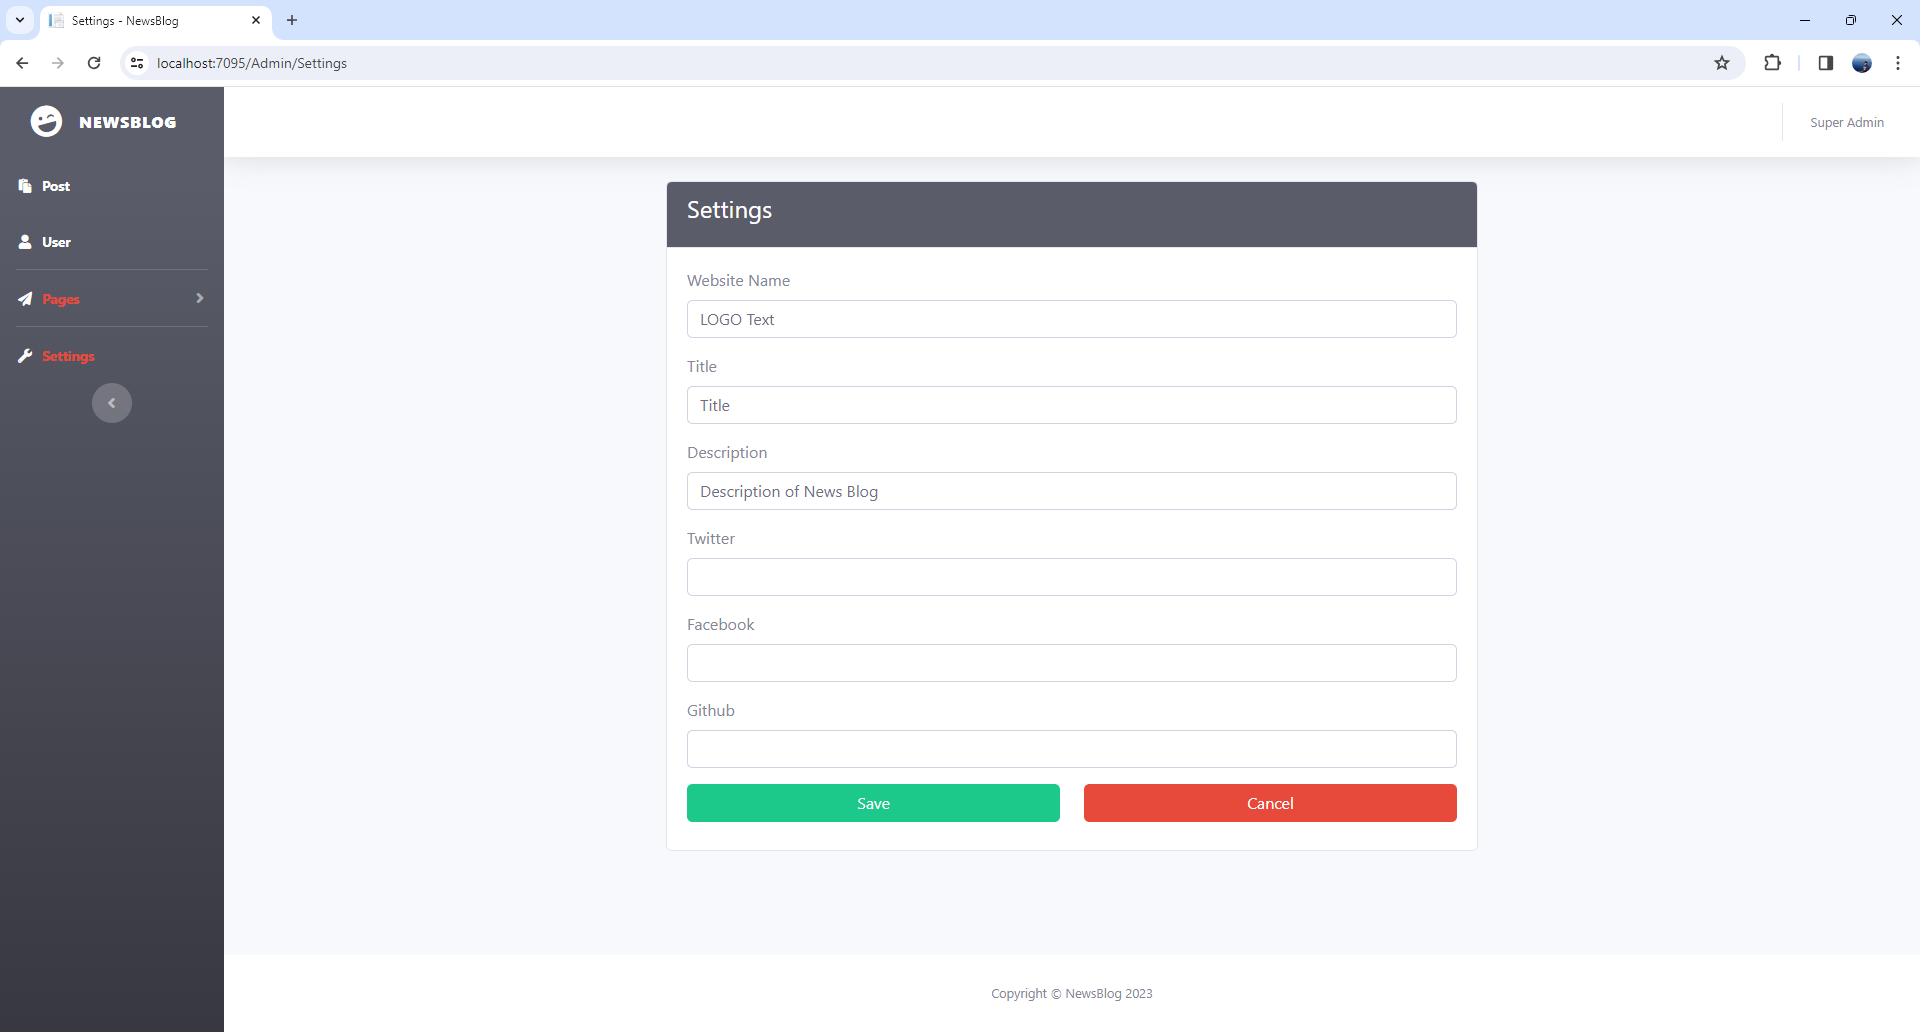 Settings - NewsBlog
localhost:7095/Admin/Settings
NEWSBLOG
Super Admin
Post
User
Pages
Settings
Settings
Website Name
LOGO Text
Title
Title
Description
Description of News Blog
Twitter
Facebook
Github
Save Cancel
Copyright © NewsBlog 2023